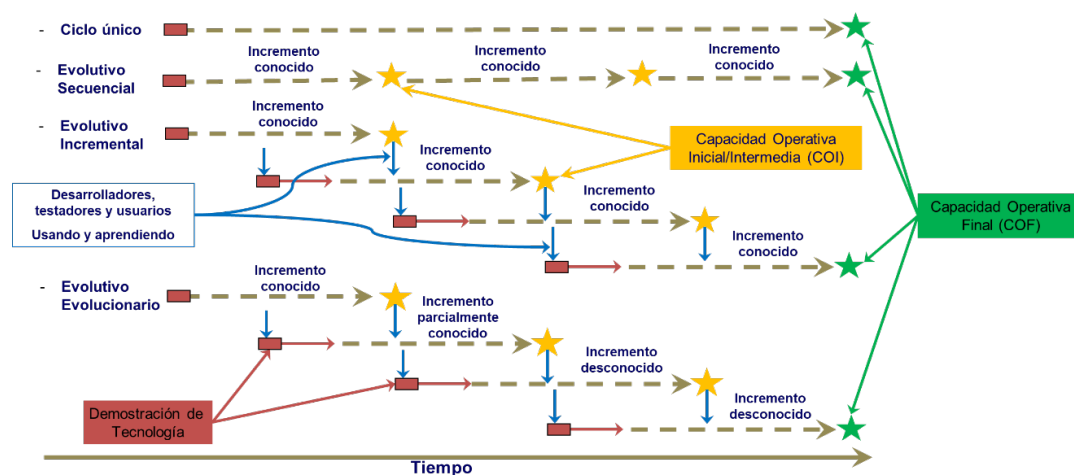 - Ciclo único
Incremento
conocido
Incremento
conocido
Incremento
conocido
- Evolutivo
Secuencial
Incremento
conocido
- Evolutivo
Incremental
Capacidad Operativa
Inicial/Intermedia (COI)
Incremento
conocido
Desarrolladores,
testadores y usuarios
Usando y aprendiendo
Incremento
conocido
Capacidad Operativa
Final (COF)
Incremento
conocido
Incremento
conocido
- Evolutivo
Evolucionario
Incremento
parcialmente
conocido
Incremento
desconocido
Incremento
desconocido
Demostración de
Tecnología
Tiempo